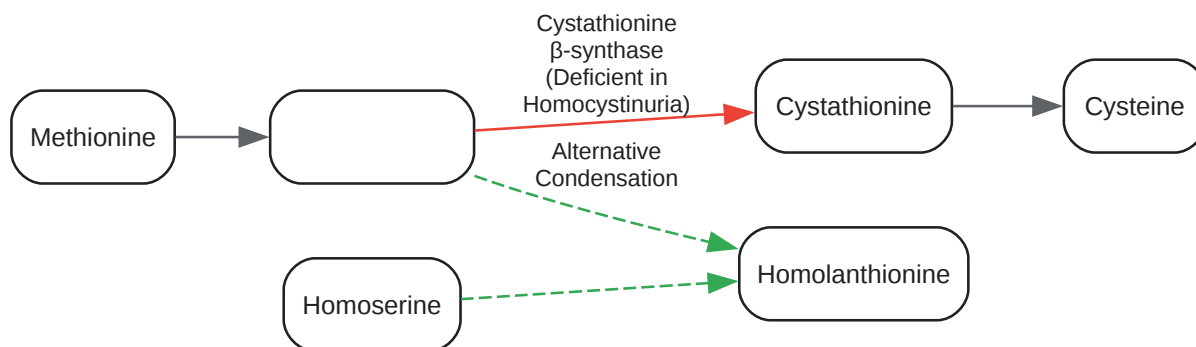 Cystathionine
β-synthase
(Deficient in
Homocystinuria)
Methionine
Cystathionine
Cysteine
Alternative
Condensation
Homoserine
Homolanthionine